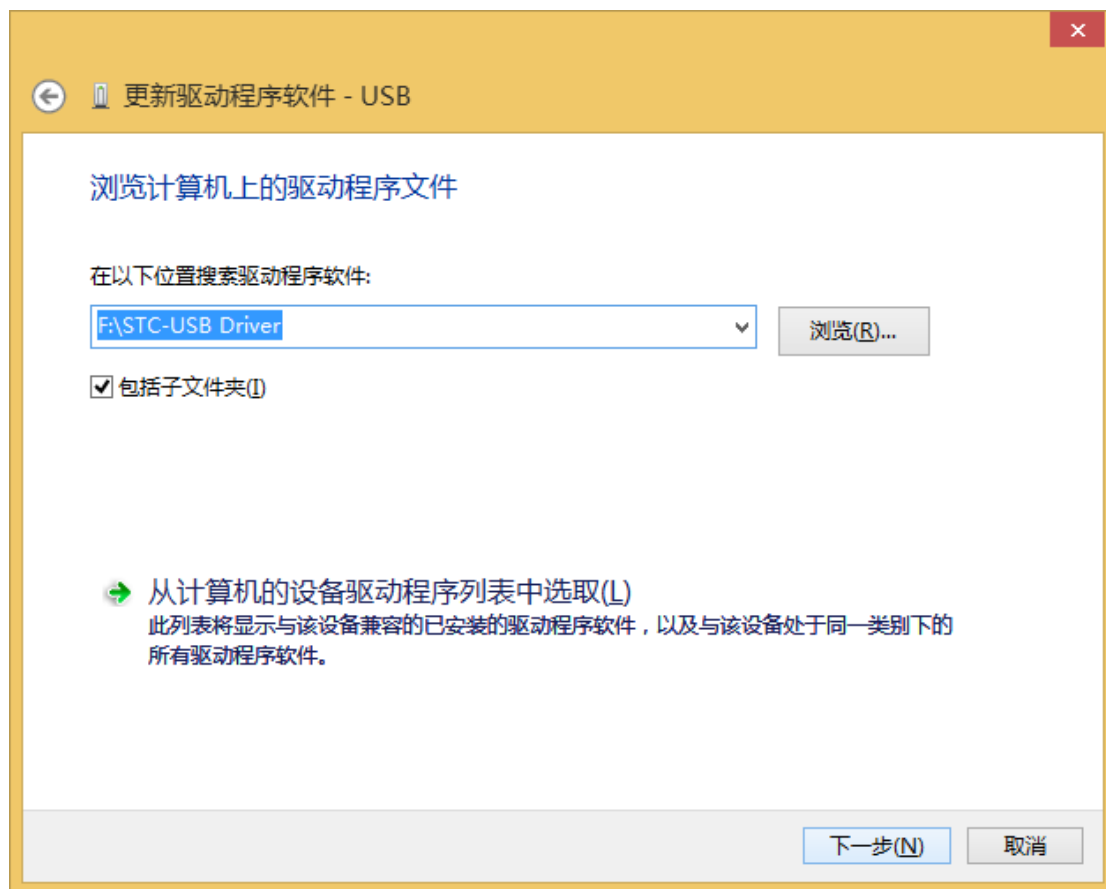 更新驱动程序软件 - USB
浏览计算机上的驱动程序文件
在以下位置搜索驱动程序软件:
F:\STC-USB Driver
浏览(R)...
包括子文件夹(I)
从计算机的设备驱动程序列表中选取(L)
此列表将显示与该设备兼容的已安装的驱动程序软件，以及与该设备处于同一类别下的
所有驱动程序软件。
下一步(N)
取消